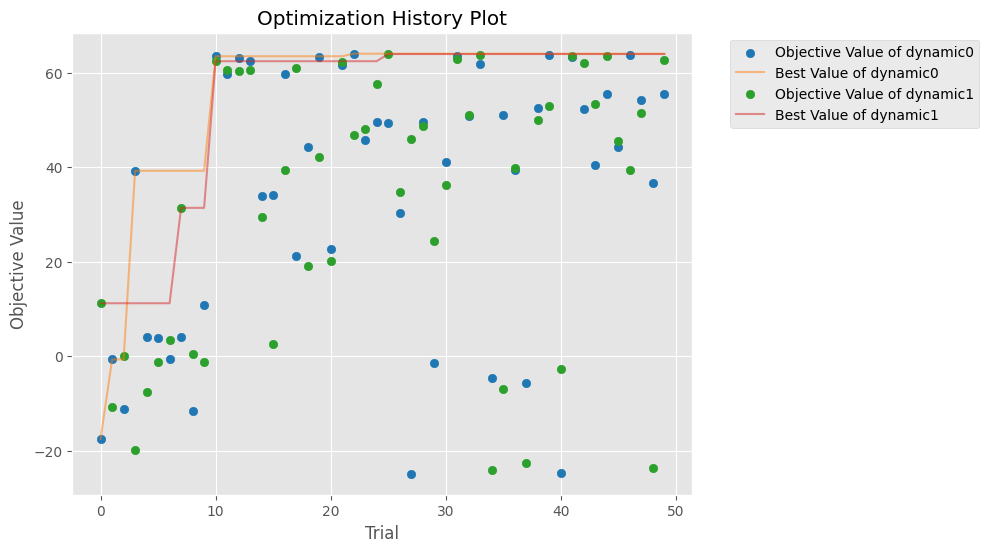 Optimization History Plot
Objective Value of dynamic0
Best Value of dynamic0
Objective Value of dynamic1
Best Value of dynamic1
Objective Value
60
40
20
0
−20
0
10
20
30
40
50
Trial